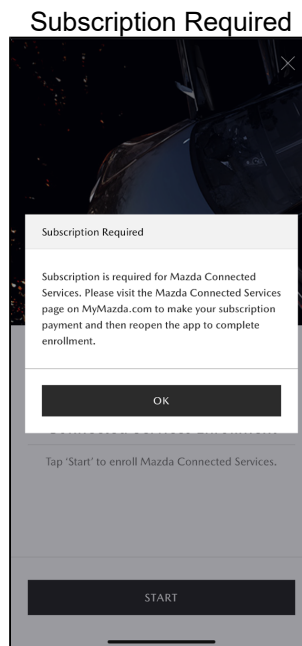 Subscription Required
Subscription Required
Subscription is required for Mazda Connected
Services. Please visit the Mazda Connected Services
page on MyMazda.com to make your subscription
payment and then reopen the app to complete
enrollment.
OK
Tap ‘Start’ to enroll Mazda Connected Services.
START